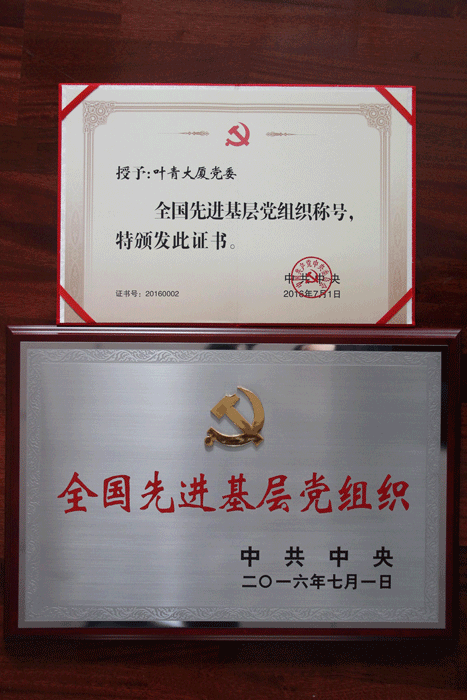 授予：叶青大厦党委
全国先进基层党组织称号，
特颁发此证书。
中共中央
证书号：20160002
2016年7月1日
全国先进基层党组织
中共中央
二〇一六年七月一日